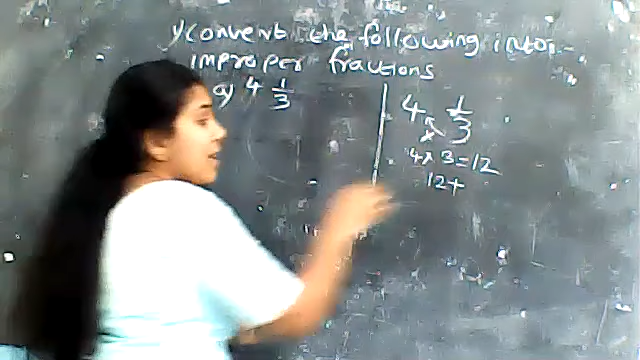 1) Convert the following into:-
improper fractions
a) 4 1/3
4 1/3
4 x 3 = 12
12+